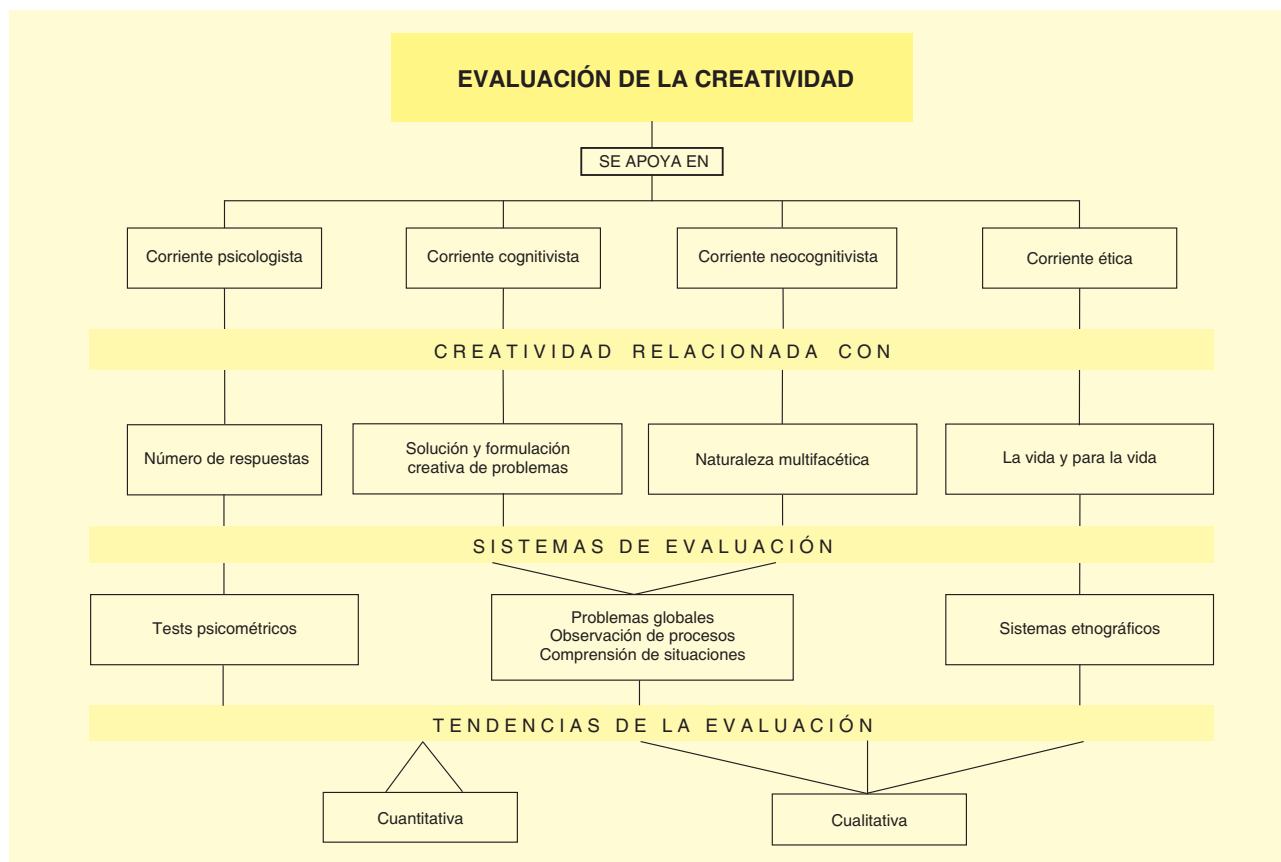 EVALUACIÓN DE LA CREATIVIDAD
SE APOYA EN
Corriente psicologista
Corriente cognitivista
Corriente neocognitivista
Corriente ética
CREATIVIDAD RELACIONADA CON
Número de respuestas
Solución y formulación
creativa de problemas
Naturaleza multifacética
La vida y para la vida
SISTEMAS DE EVALUACIÓN
Tests psicométricos
Problemas globales
Observación de procesos
Comprensión de situaciones
Sistemas etnográficos
TENDENCIAS DE LA EVALUACIÓN
Cuantitativa
Cualitativa